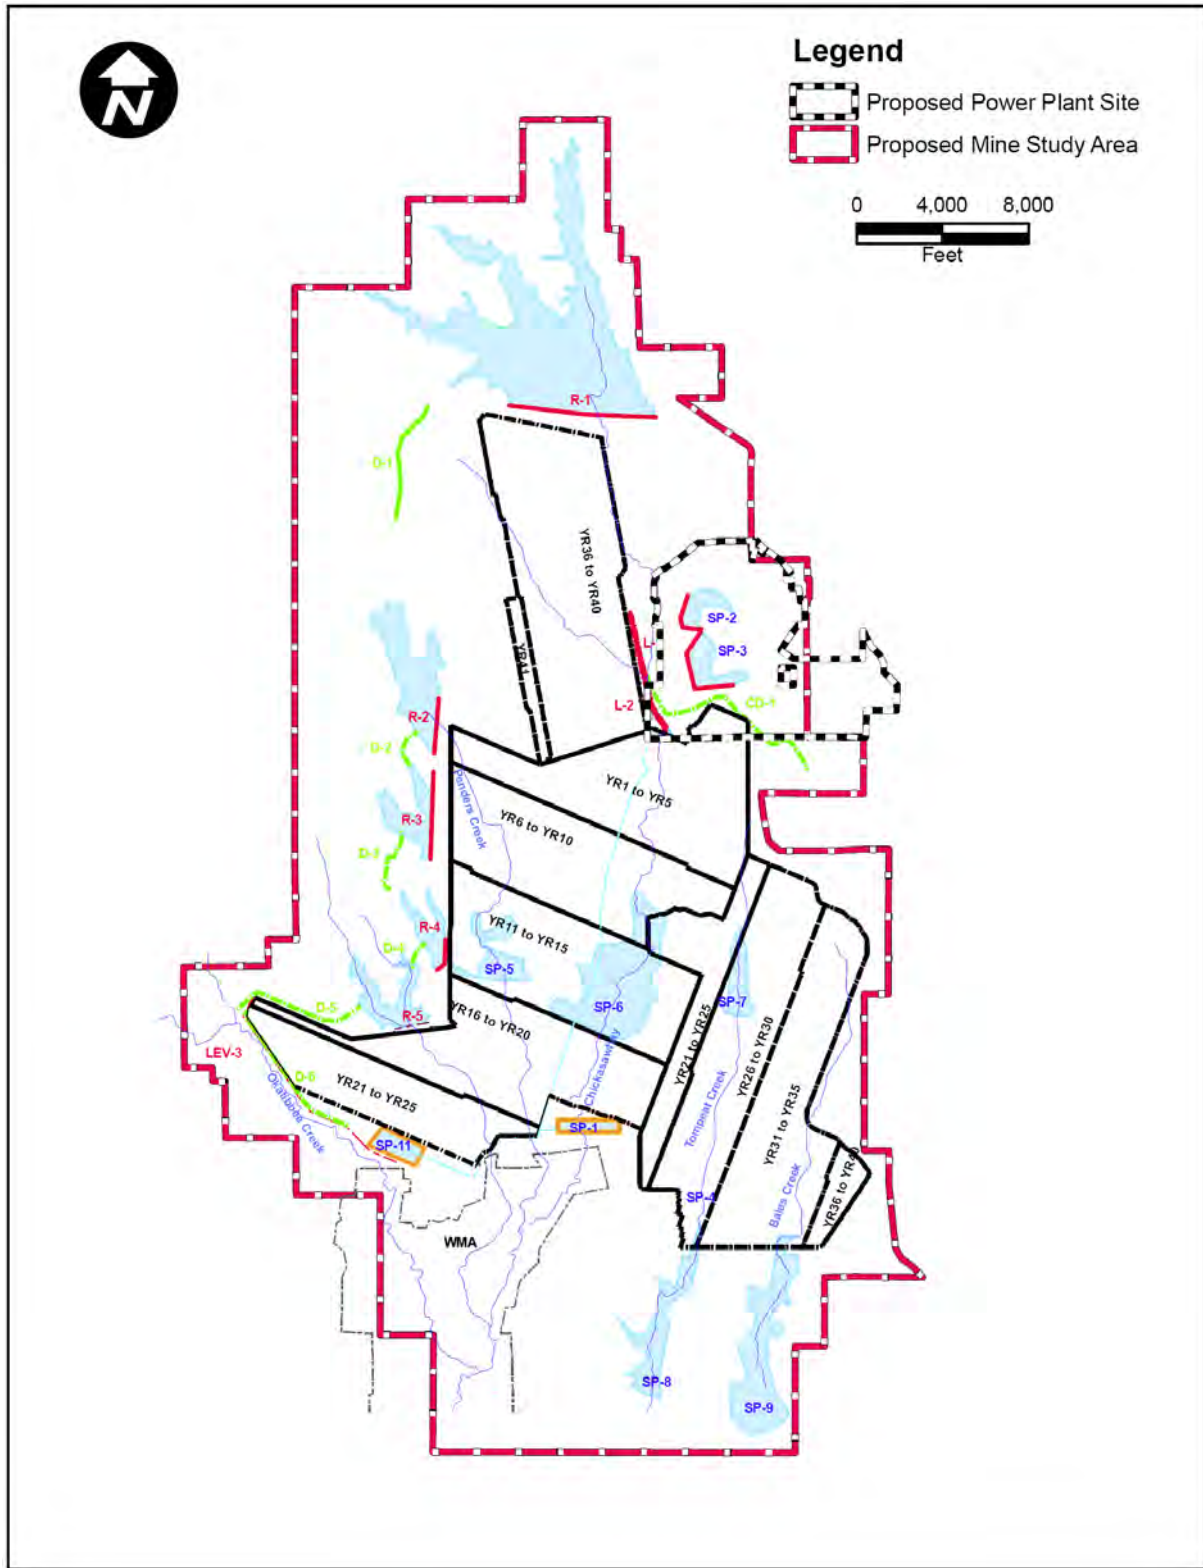 N
Legend
Proposed Power Plant Site
Proposed Mine Study Area
0 4,000 8,000
Feet
R-1
D-1
YR36 to YR40
SP-2
L-
SP-3
YR41
CD-1
L-2
R-2
D-2
YR1 to YR5
Penders Creek
YR6 to YR10
R-3
D-3
R-4
YR11 to YR15
D-4
SP-5
SP-7
SP-6
D-5
R-5
YR16 to YR20
YR21 to YR25
YR26 to YR30
LEV-3
Chickasawhay
D-6
YR21 to YR25
Okatibbee Creek
Tompeat Creek
YR31 to YR35
SP-1
SP-11
SP-4
Bales Creek
YR36 to YR40
WMA
SP-8
SP-9